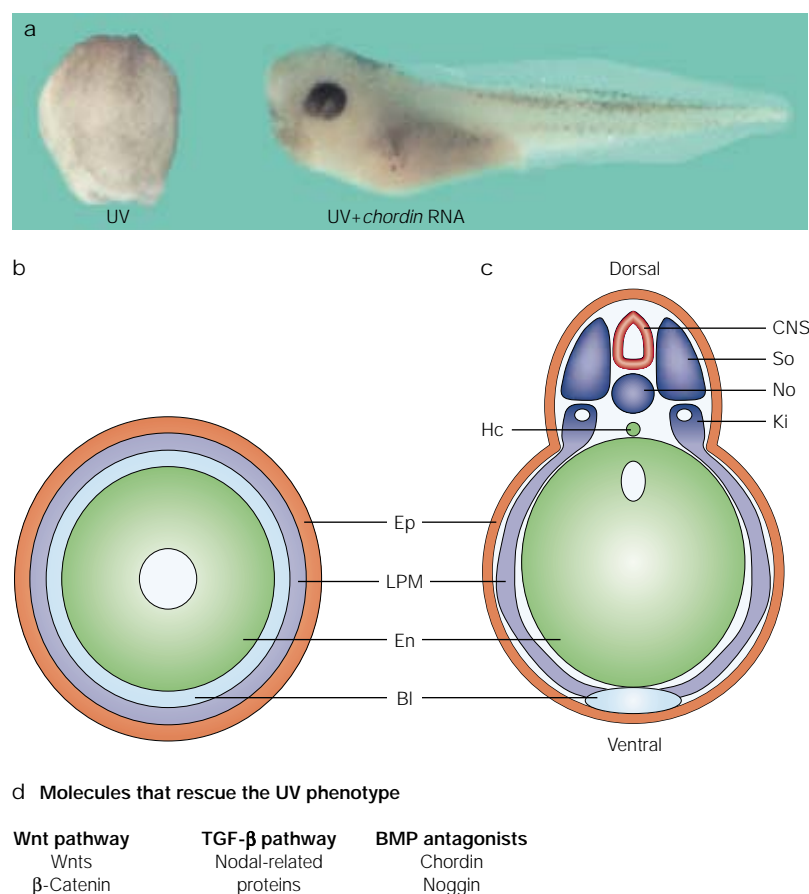 a
UV
UV+chordin RNA
b
c
Dorsal
CNS
So
No
Hc
Ki
Ep
LPM
En
Bl
Ventral
d Molecules that rescue the UV phenotype
Wnt pathway TGF-β pathway BMP antagonists
Wnts Nodal-related Chordin
β-Catenin proteins Noggin